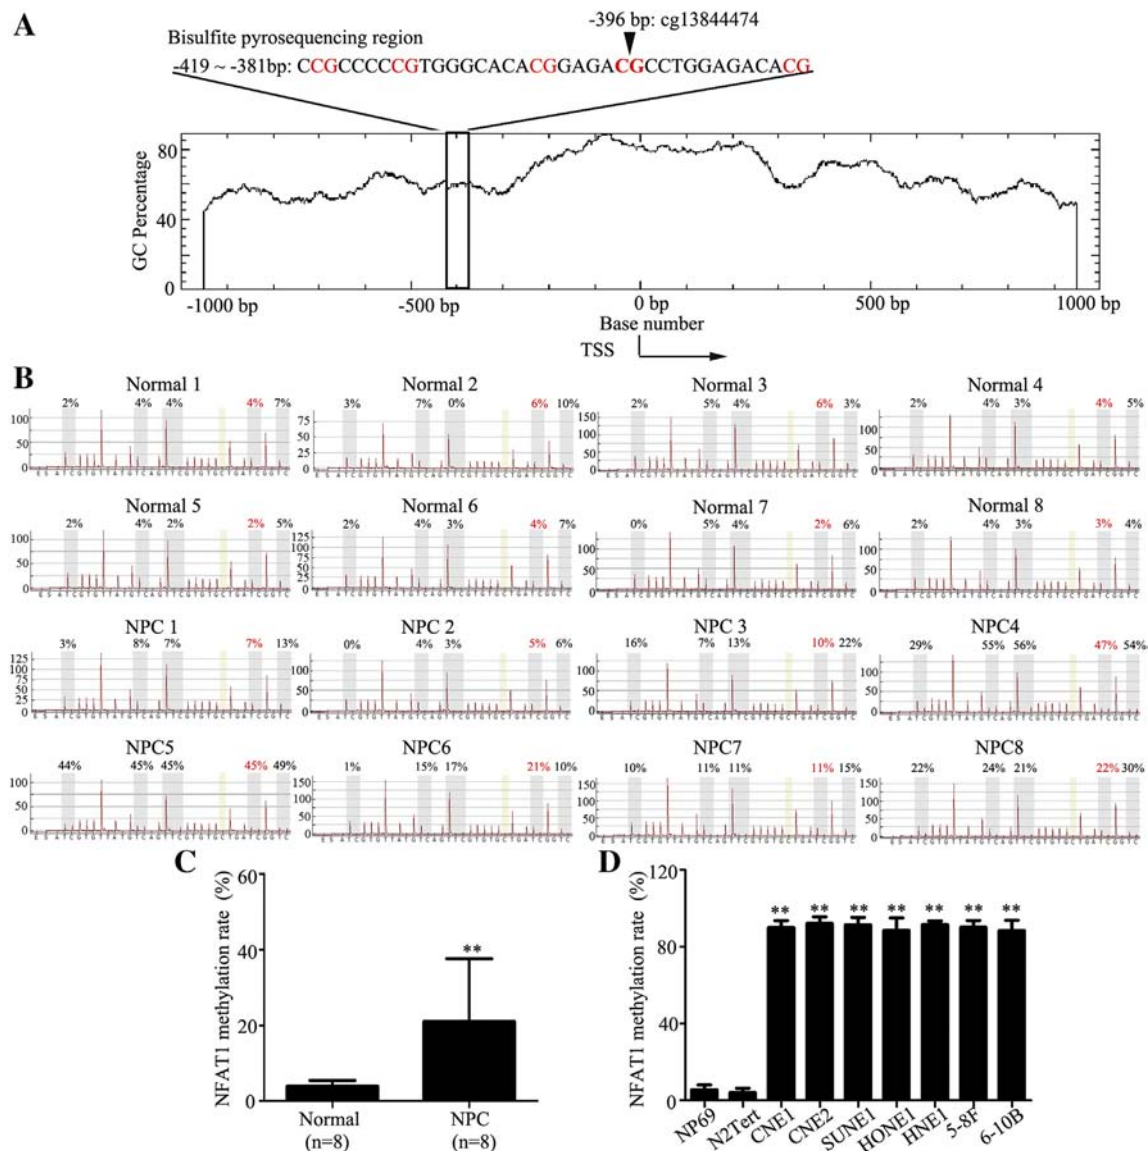 A
-396 bp: cg13844474
Bisulfite pyrosequencing region
-419 ~ -381bp: CCGCCCCCCGTGGGCACACGGAGACGCCTGGAGACACG
GC Percentage
80
40
0
-1000 bp -500 bp 0 bp 500 bp 1000 bp
Base number
TSS
B
Normal 1 Normal 2 Normal 3 Normal 4
2% 4% 4% 4% 7% 3% 7% 0% 6% 10% 2% 5% 4% 6% 3% 2% 4% 3% 4% 5%
Normal 5 Normal 6 Normal 7 Normal 8
2% 4% 2% 2% 5% 2% 4% 3% 4% 7% 0% 5% 4% 2% 6% 2% 4% 3% 3% 4%
NPC 1 NPC 2 NPC 3 NPC4
3% 8% 7% 7% 13% 0% 4% 3% 5% 6% 16% 7% 13% 10% 22% 29% 55% 56% 47% 54%
NPC5 NPC6 NPC7 NPC8
44% 45% 45% 45% 49% 1% 15% 17% 21% 10% 10% 11% 11% 11% 15% 22% 24% 21% 22% 30%
C
NFAT1 methylation rate (%)
60
40
20
0
**
Normal NPC
(n=8) (n=8)
D
NFAT1 methylation rate (%)
120
80
40
0
** ** ** ** ** ** **
NP69 N2Tert CNE1 CNE2 SUNE1 HONE1 HNE1 5-8F 6-10B